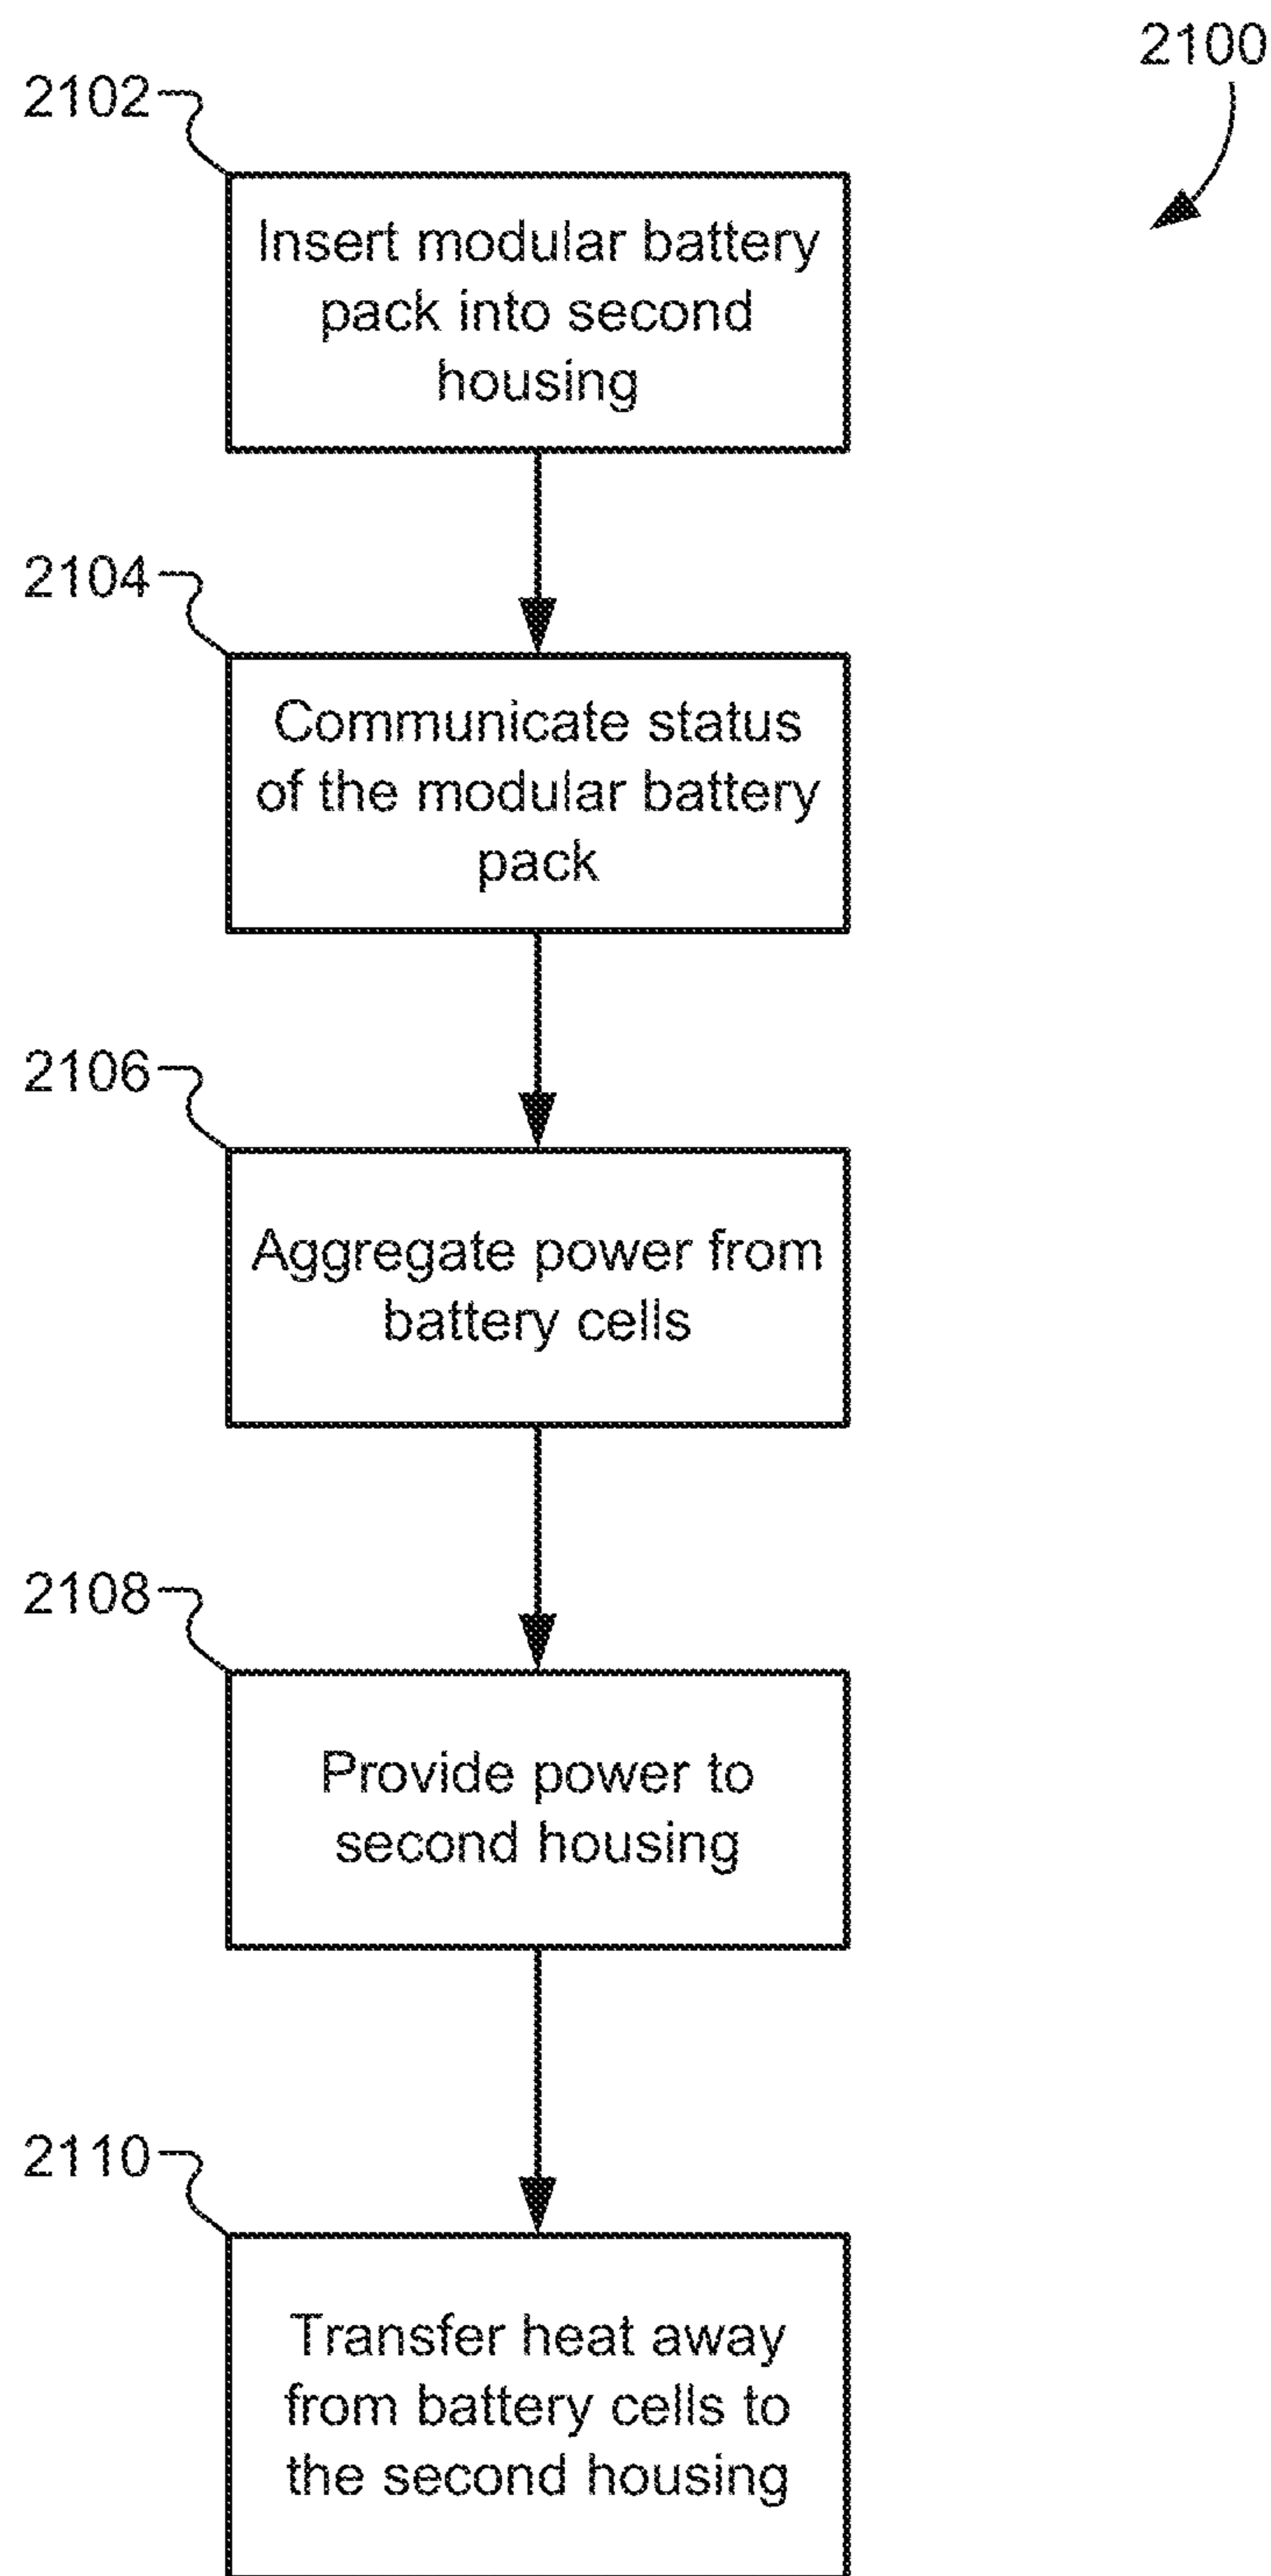 2100
2102
Insert modular battery
pack into second
housing
2104
Communicate status
of the modular battery
pack
2106
Aggregate power from
battery cells
2108
Provide power to
second housing
2110
Transfer heat away
from battery cells to
the second housing